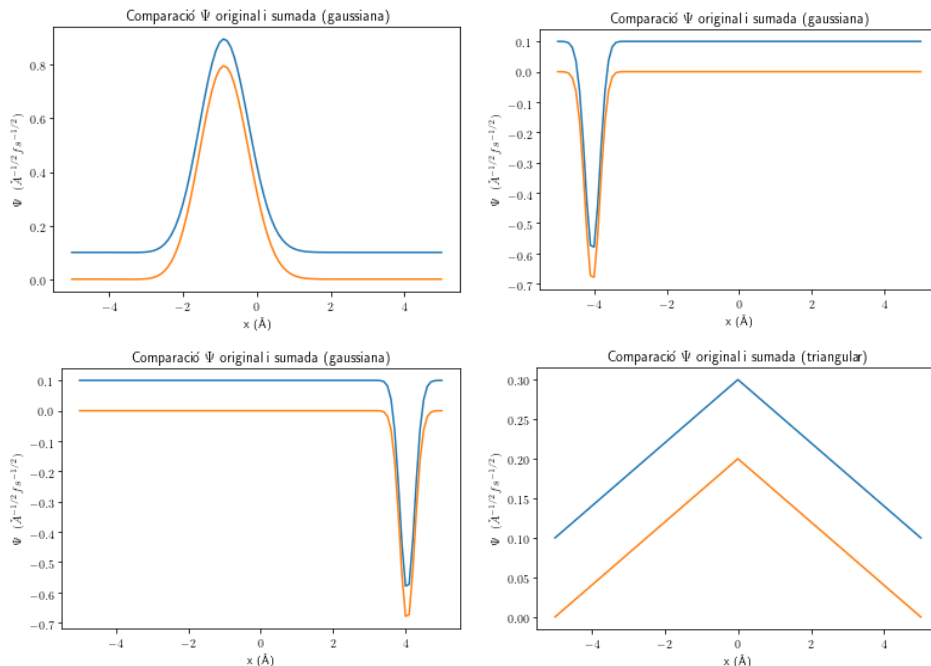 Comparació Ψ original i sumada (gaussiana)
Ψ (Å^{-1/2} fs^{-1/2})
0.8
0.6
0.4
0.2
0.0
−4 −2 0 2 4
x (Å)
Comparació Ψ original i sumada (gaussiana)
Ψ (Å^{-1/2} fs^{-1/2})
0.1
0.0
−0.1
−0.2
−0.3
−0.4
−0.5
−0.6
−0.7
−4 −2 0 2 4
x (Å)
Comparació Ψ original i sumada (gaussiana)
Ψ (Å^{-1/2} fs^{-1/2})
0.1
0.0
−0.1
−0.2
−0.3
−0.4
−0.5
−0.6
−0.7
−4 −2 0 2 4
x (Å)
Comparació Ψ original i sumada (triangular)
Ψ (Å^{-1/2} fs^{-1/2})
0.30
0.25
0.20
0.15
0.10
0.05
0.00
−4 −2 0 2 4
x (Å)